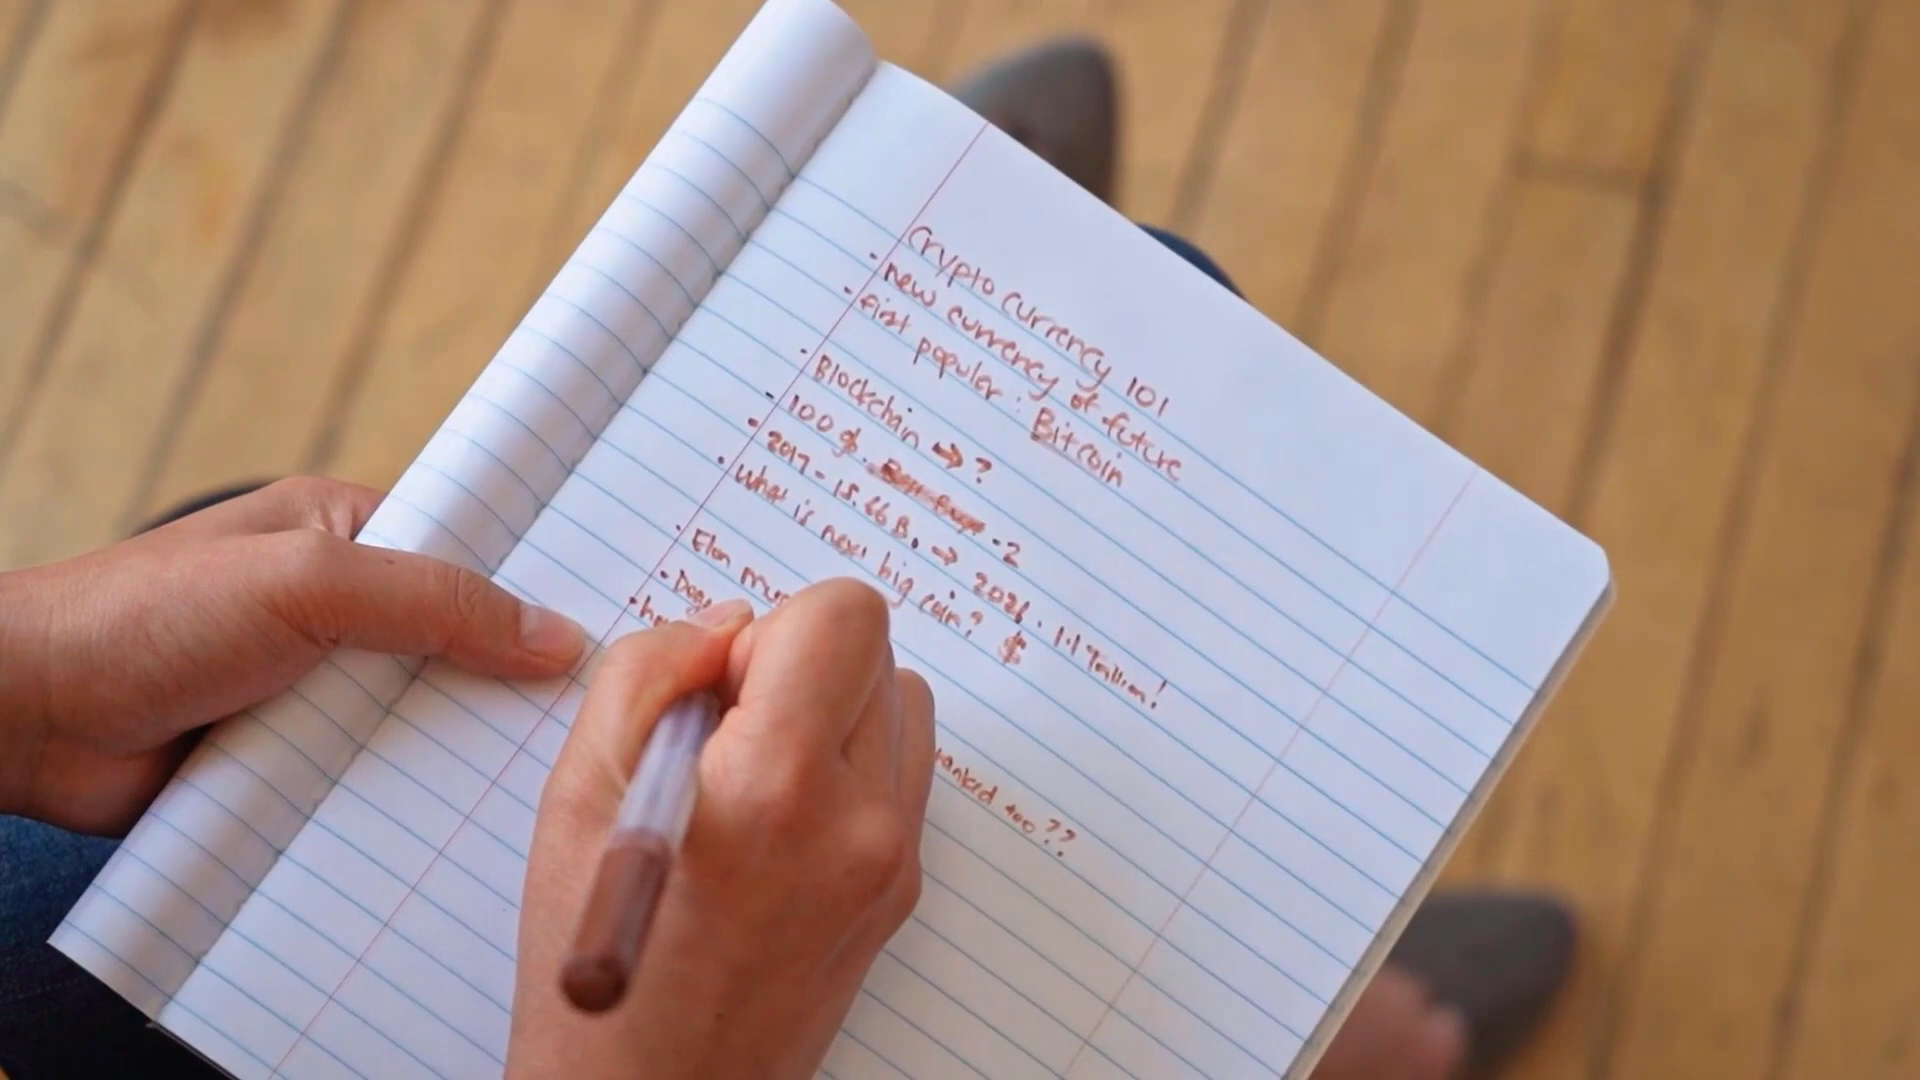 Crypto Currency 101
- new currency of future
- first popular : Bitcoin
- Blockchain → ?
- 100 $. -2
- 2017 - 15.66 B. → 2021. 1.1 Trillion!
- What is next big coin? $
- Elon
- Doge
tanked too ??